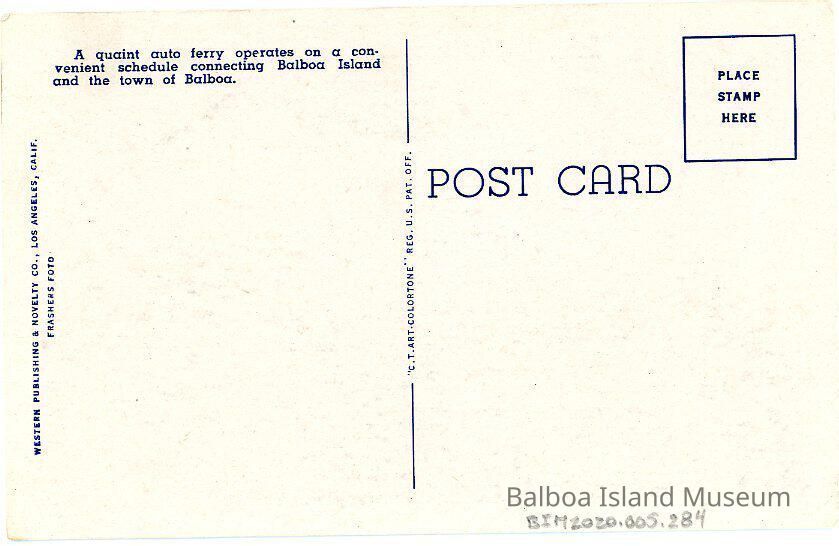 A quaint auto ferry operates on a con-
venient schedule connecting Balboa Island
and the town of Balboa.
WESTERN PUBLISHING & NOVELTY CO., LOS ANGELES, CALIF.
FRASHERS FOTO
"C.T. ART-COLORTONE" REG. U.S. PAT. OFF.
POST CARD
PLACE
STAMP
HERE
Balboa Island Museum
BIM2020.005.284